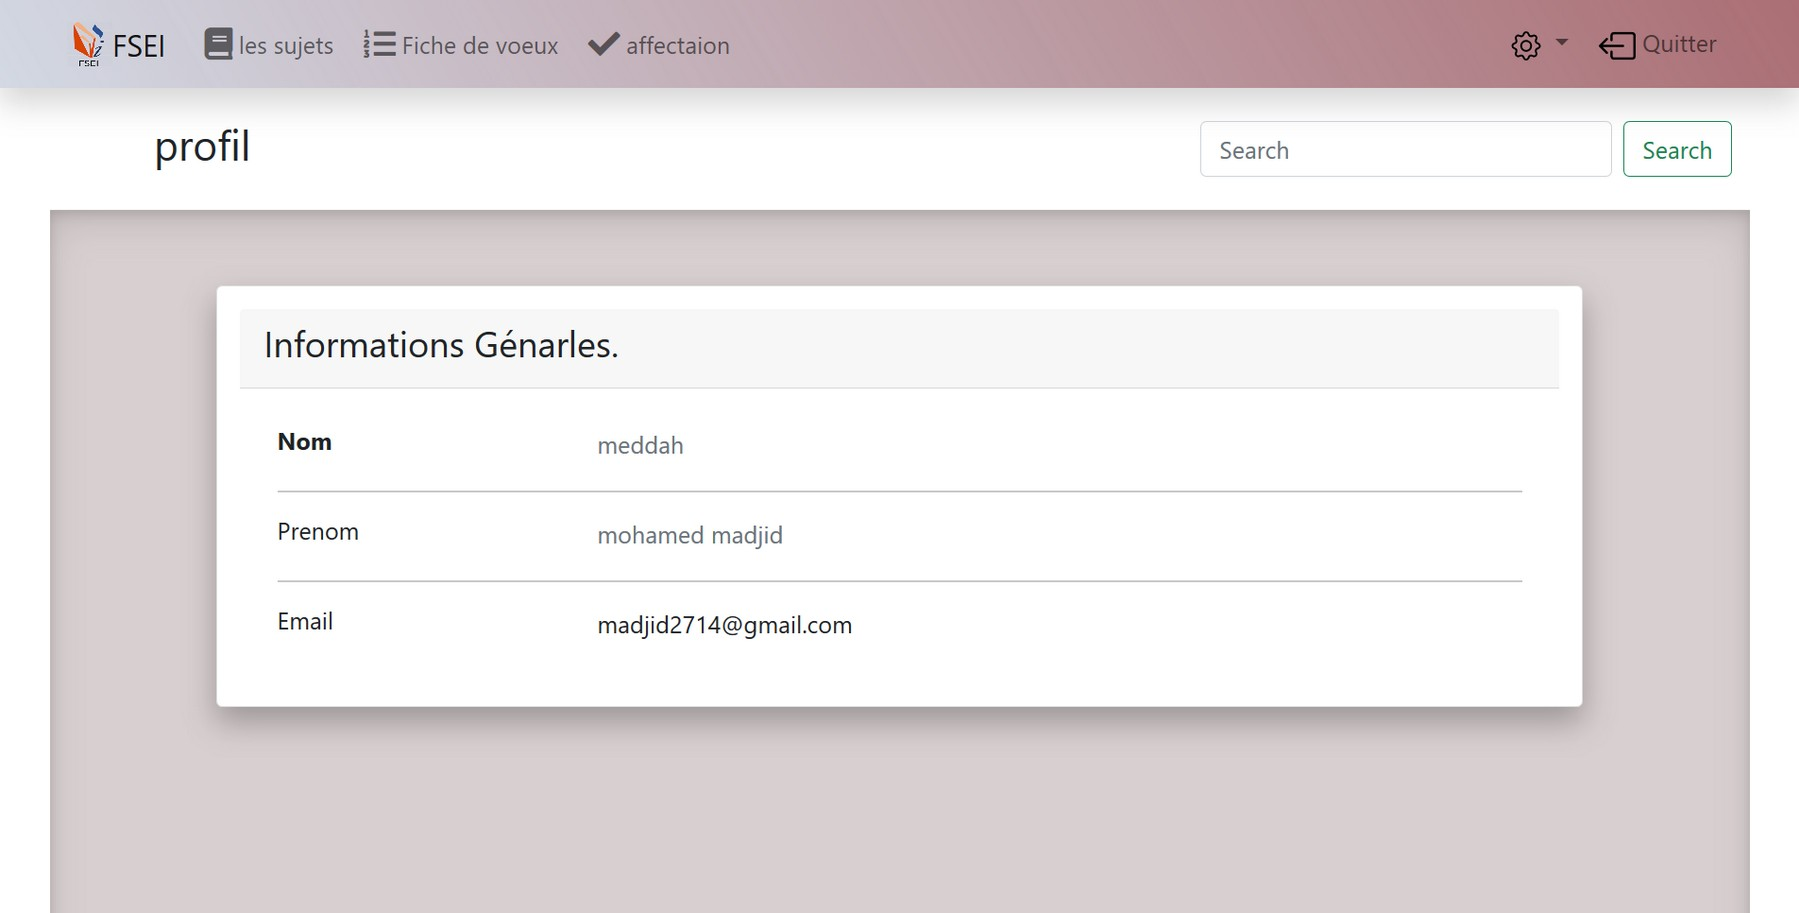 FSEI
FSEI les sujets Fiche de voeux affectaion Quitter
profil
Search Search
Informations Génarles.
Nom meddah
Prenom mohamed madjid
Email madjid2714@gmail.com